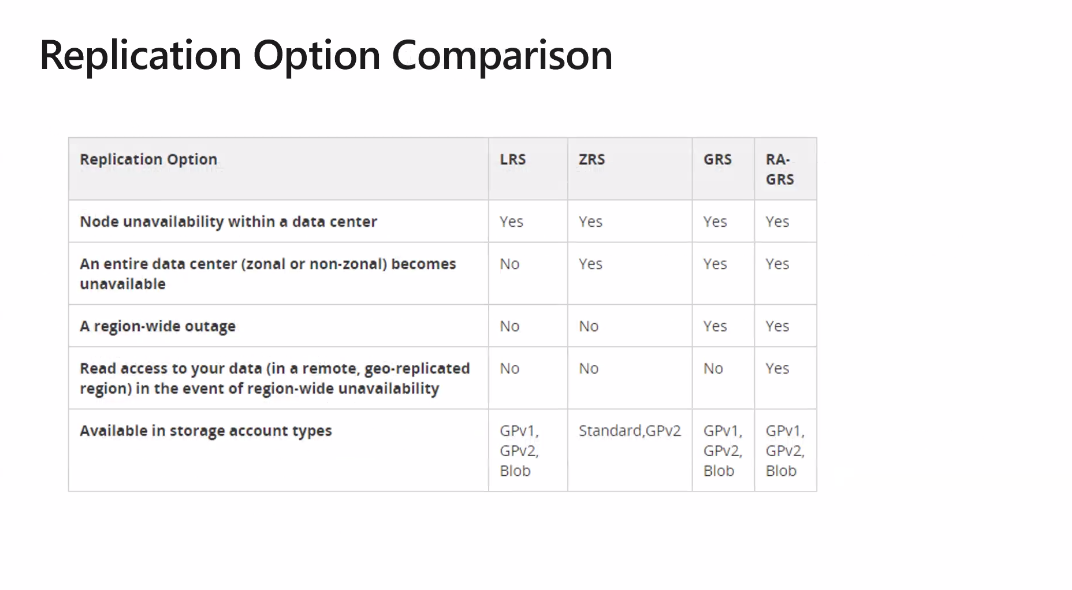 Replication Option Comparison
Replication Option LRS ZRS GRS RA-
GRS
Node unavailability within a data center Yes Yes Yes Yes
An entire data center (zonal or non-zonal) becomes No Yes Yes Yes
unavailable
A region-wide outage No No Yes Yes
Read access to your data (in a remote, geo-replicated No No No Yes
region) in the event of region-wide unavailability
Available in storage account types GPv1, Standard,GPv2 GPv1, GPv1,
GPv2, GPv2, GPv2,
Blob Blob Blob